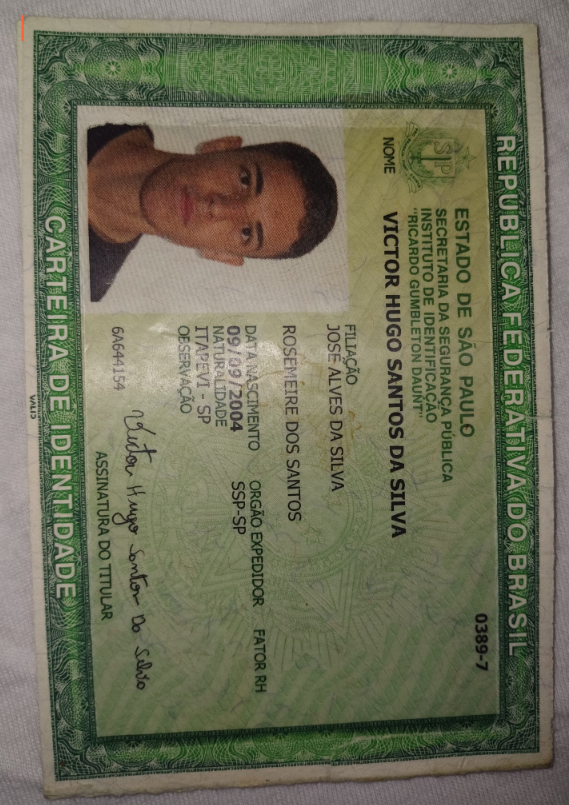 REPÚBLICA FEDERATIVA DO BRASIL
0389-7
ESTADO DE SÃO PAULO
SECRETARIA DA SEGURANÇA PÚBLICA
INSTITUTO DE IDENTIFICAÇÃO
"RICARDO GUMBLETON DAUNT"
NOME
VICTOR HUGO SANTOS DA SILVA
FILIAÇÃO
JOSE ALVES DA SILVA
ROSEMEIRE DOS SANTOS
DATA NASCIMENTO ORGÃO EXPEDIDOR FATOR RH
09/09/2004 SSP-SP
NATURALIDADE
ITAPEVI - SP
OBSERVAÇÃO
6A644154
Victor Hugo Santos Da Silva
ASSINATURA DO TITULAR
CARTEIRA DE IDENTIDADE